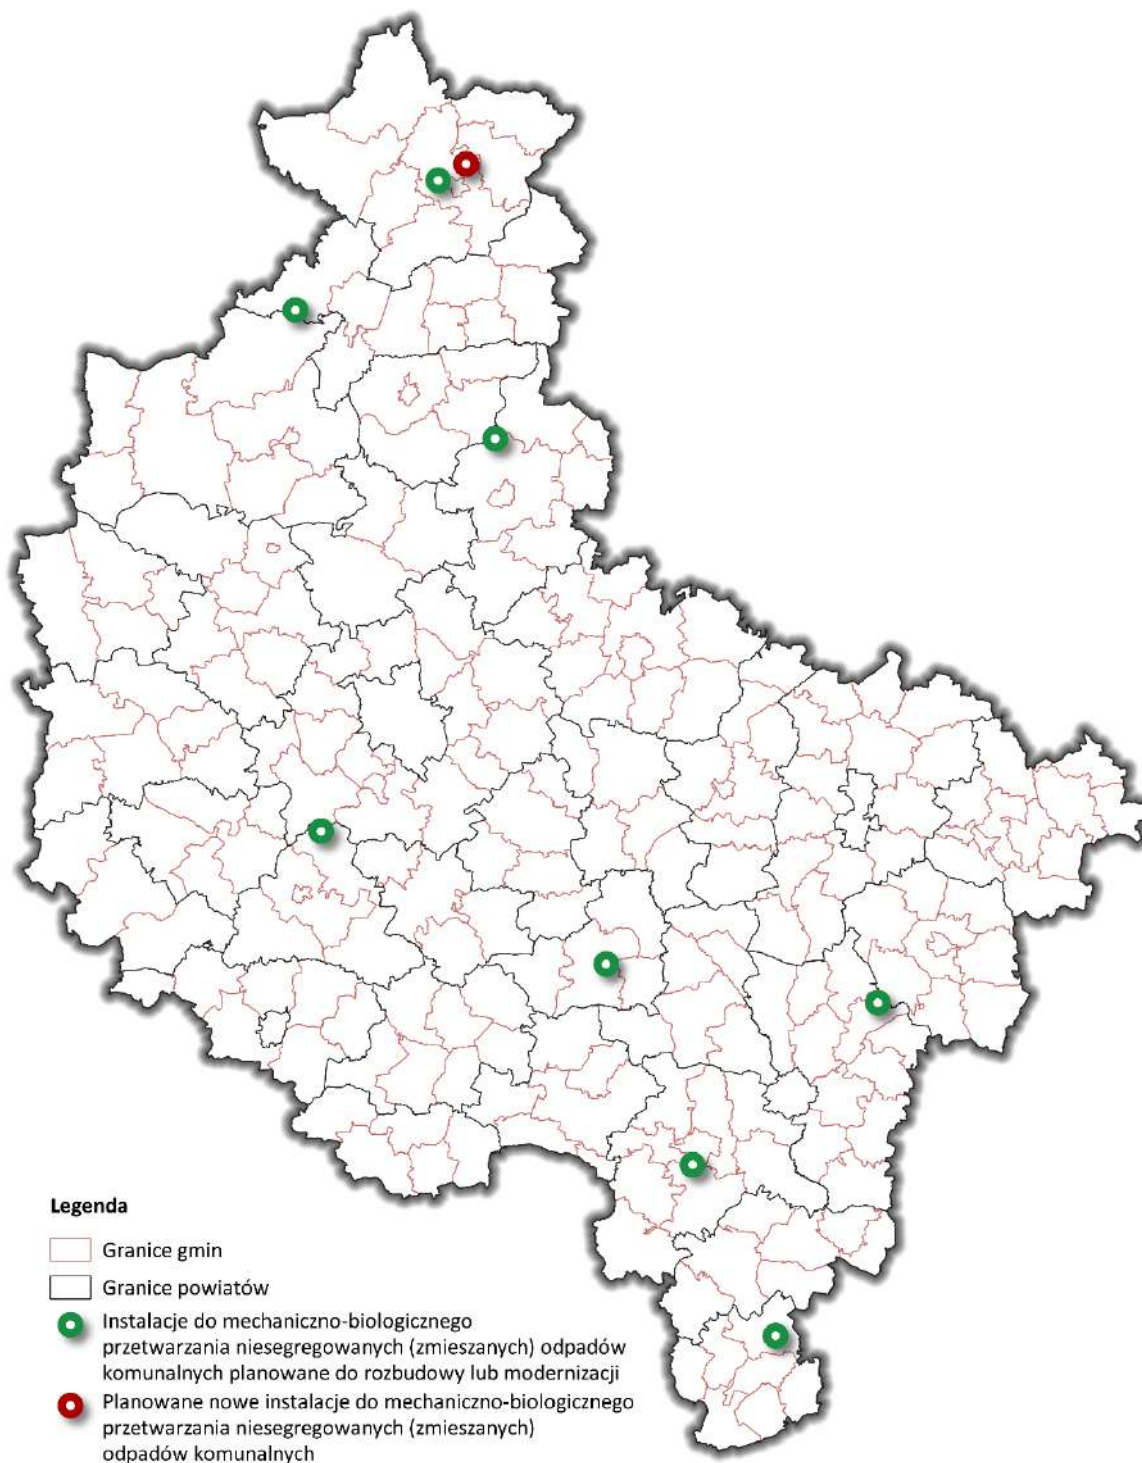 Legenda
Granice gmin
Granice powiatów
Instalacje do mechaniczno-biologicznego
przetwarzania niesegregowanych (zmieszanych) odpadów
komunalnych planowane do rozbudowy lub modernizacji
Planowane nowe instalacje do mechaniczno-biologicznego
przetwarzania niesegregowanych (zmieszanych)
odpadów komunalnych